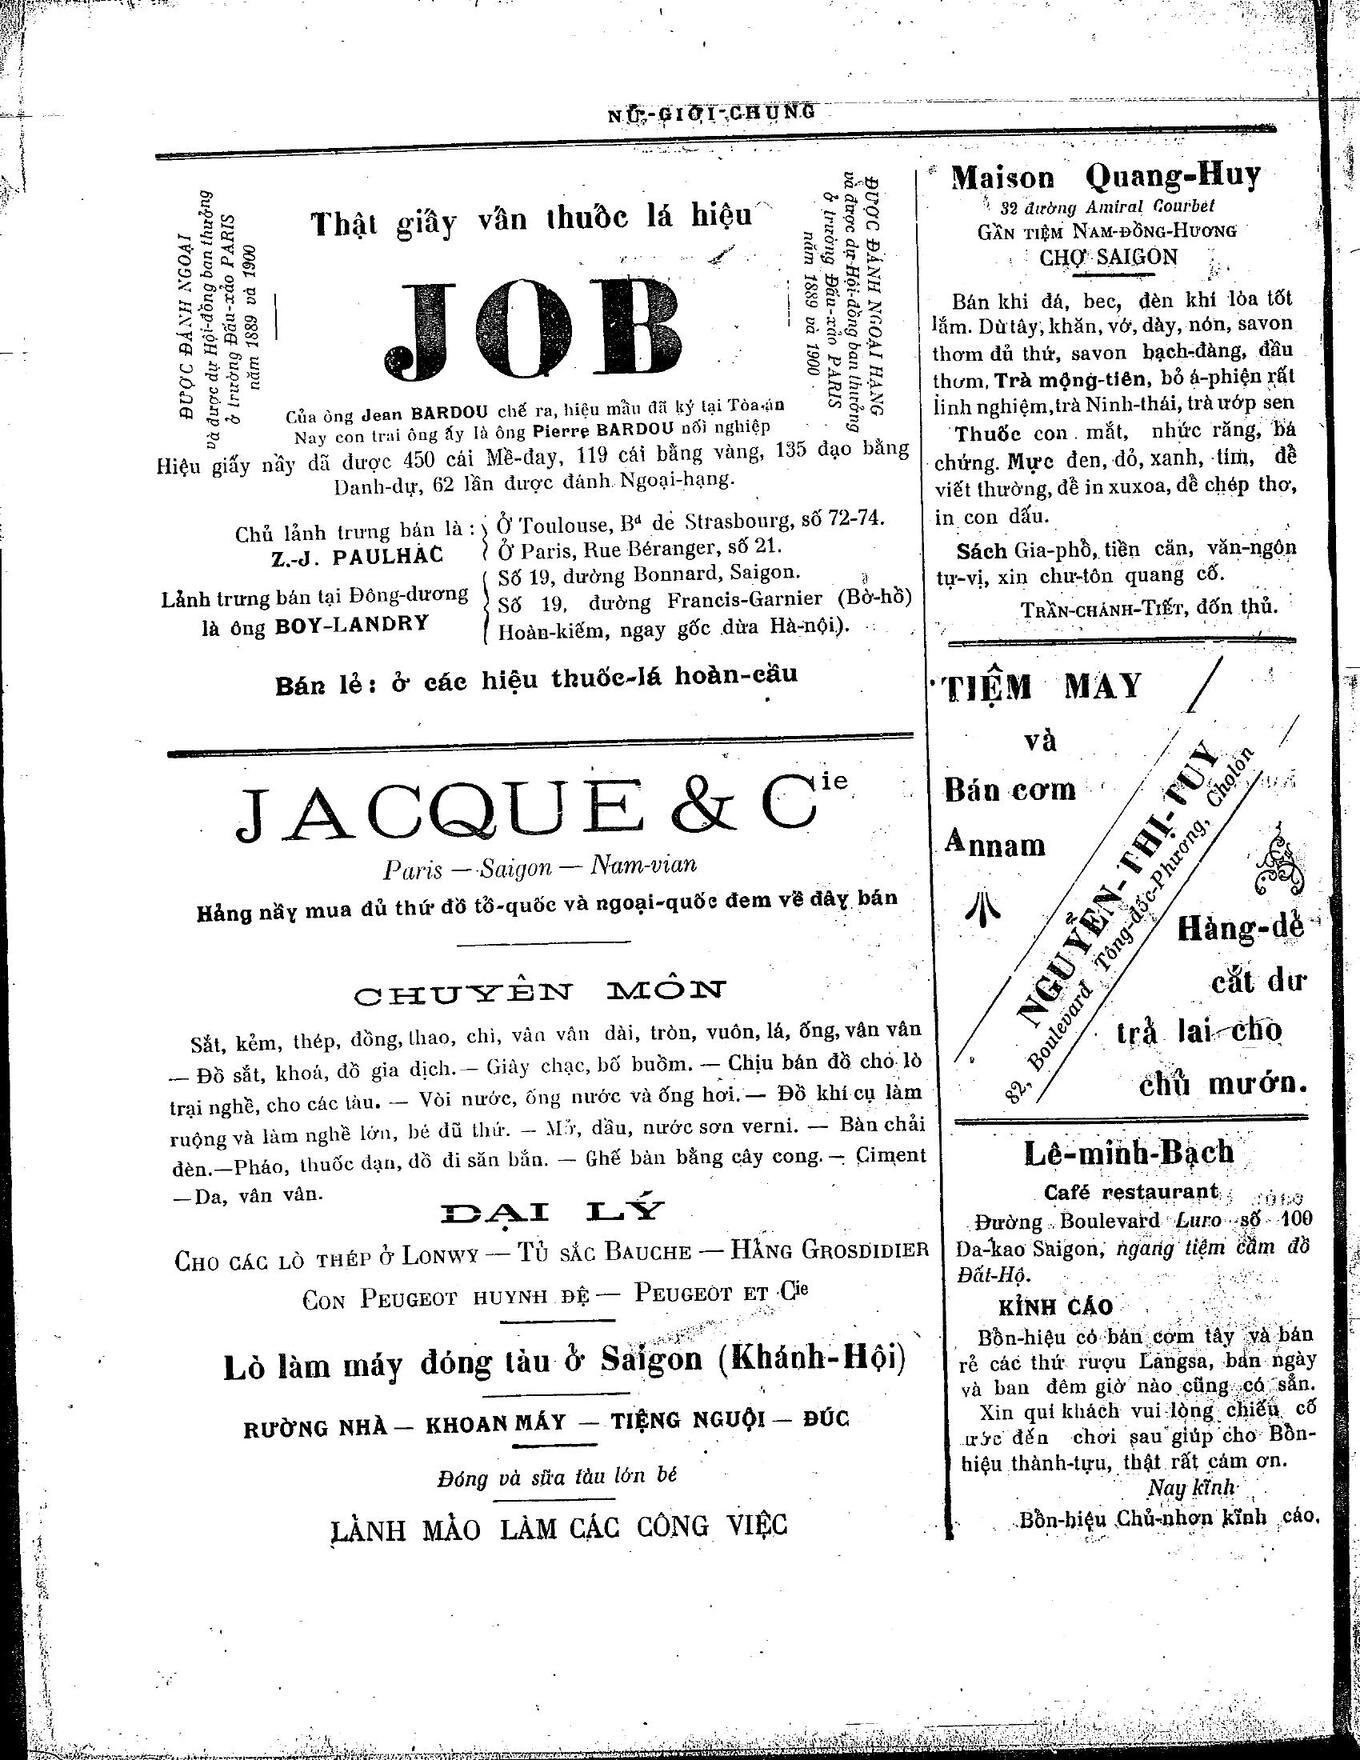 NỮ-GIỚI-CHUNG
ĐƯỢC ĐÁNH NGOẠI
và được dự Hội-đồng ban thưởng
ở trường Đấu-xảo PARIS
năm 1889 và 1900
Thật giấy vấn thuốc lá hiệu
JOB
ĐƯỢC ĐÁNH NGOẠI HẠNG
và được dự Hội-đồng ban thưởng
ở trường Đấu-xảo PARIS
năm 1889 và 1900
Của ông Jean BARDOU chế ra, hiệu mầu đã ký tại Tòa-án
Nay con trai ông ấy là ông Pierre BARDOU nối nghiệp
Hiệu giấy nầy đã được 450 cái Mề-đay, 119 cái bằng vàng, 135 đạo bằng
Danh-dự, 62 lần được đánh Ngoại-hạng.
Chủ lảnh trưng bán là :
Z.-J. PAULHAC
Ở Toulouse, Bd de Strasbourg, số 72-74.
Ở Paris, Rue Béranger, số 21.
Lảnh trưng bán tại Đông-dương
là ông BOY-LANDRY
Số 19, đường Bonnard, Saigon.
Số 19, đường Francis-Garnier (Bờ-hồ)
Hoàn-kiếm, ngay gốc dừa Hà-nội).
Bán lẻ : ở các hiệu thuốc-lá hoàn-cầu
JACQUE & Cie
Paris — Saigon — Nam-vian
Hảng nầy mua đủ thứ đồ tổ-quốc và ngoại-quốc đem về đây bán
CHUYÊN MÔN
Sắt, kẻm, thép, đồng, thao, chì, vân vân dài, tròn, vuôn, lá, ống, vân vân
— Đồ sắt, khoá, đồ gia dịch. — Giây chạc, bố buồm. — Chịu bán đồ cho lò
trại nghề, cho các tàu. — Vòi nước, ống nước và ống hơi. — Đồ khí cụ làm
ruộng và làm nghề lớn, bé đũ thứ. — Mở, dầu, nước sơn verni. — Bàn chải
đèn.—Pháo, thuốc đạn, đồ đi săn bắn. — Ghế bàn bằng cây cong. — Ciment
—Da, vân vân.
ĐẠI LÝ
CHO CÁC LÒ THÉP Ở LONWY — TỦ SẮC BAUCHE — HẢNG GROSDIDIER
CON PEUGEOT HUYNH ĐỆ — PEUGEOT ET Cie
Lò làm máy đóng tàu ở Saigon (Khánh-Hội)
RƯỜNG NHÀ — KHOAN MÁY — TIỆNG NGUỘI — ĐÚC
Đóng và sữa tàu lớn bé
LÀNH MÀO LÀM CÁC CÔNG VIỆC
Maison Quang-Huy
32 đường Amiral Courbet
GẦN TIỆM NAM-ĐỒNG-HƯƠNG
CHỢ SAIGON
Bán khi đá, bec, đèn khí lòa tốt
lắm. Dù tây, khăn, vớ, dày, nón, savon
thơm đủ thứ, savon bạch-đàng, dầu
thơm, Trà mộng-tiên, bỏ á-phiện rất
linh nghiệm, trà Ninh-thái, trà ướp sen
Thuốc con mắt, nhức răng, bá
chứng. Mực đen, đỏ, xanh, tím, để
viết thường, để in xuxoa, để chép thơ,
in con dấu.
Sách Gia-phổ, tiền căn, văn-ngôn
tự-vị, xin chư-tôn quang cố.
TRẦN-CHÁNH-TIẾT, đốn thủ.
TIỆM MAY
và
Bán cơm
Annam
NGUYỄN-THỊ-TUY
82, Boulevard Tông-đốc-Phương, Cholon
Hàng-dẻ
cắt dư
trả lai cho
chủ mướn.
Lê-minh-Bạch
Café restaurant
Đường Boulevard Luro số 100
Da-kao Saigon, ngang tiệm cầm đồ
Đất-Hộ.
KỈNH CÁO
Bổn-hiệu có bán cơm tây và bán
rẻ các thứ rượu Langsa, bán ngày
và ban đêm giờ nào cũng có sẳn.
Xin quí khách vui lòng chiếu cố
ước đến chơi sau giúp cho Bổn-
hiệu thành-tựu, thật rất cám ơn.
Nay kĩnh
Bổn-hiệu Chủ-nhơn kĩnh cáo.